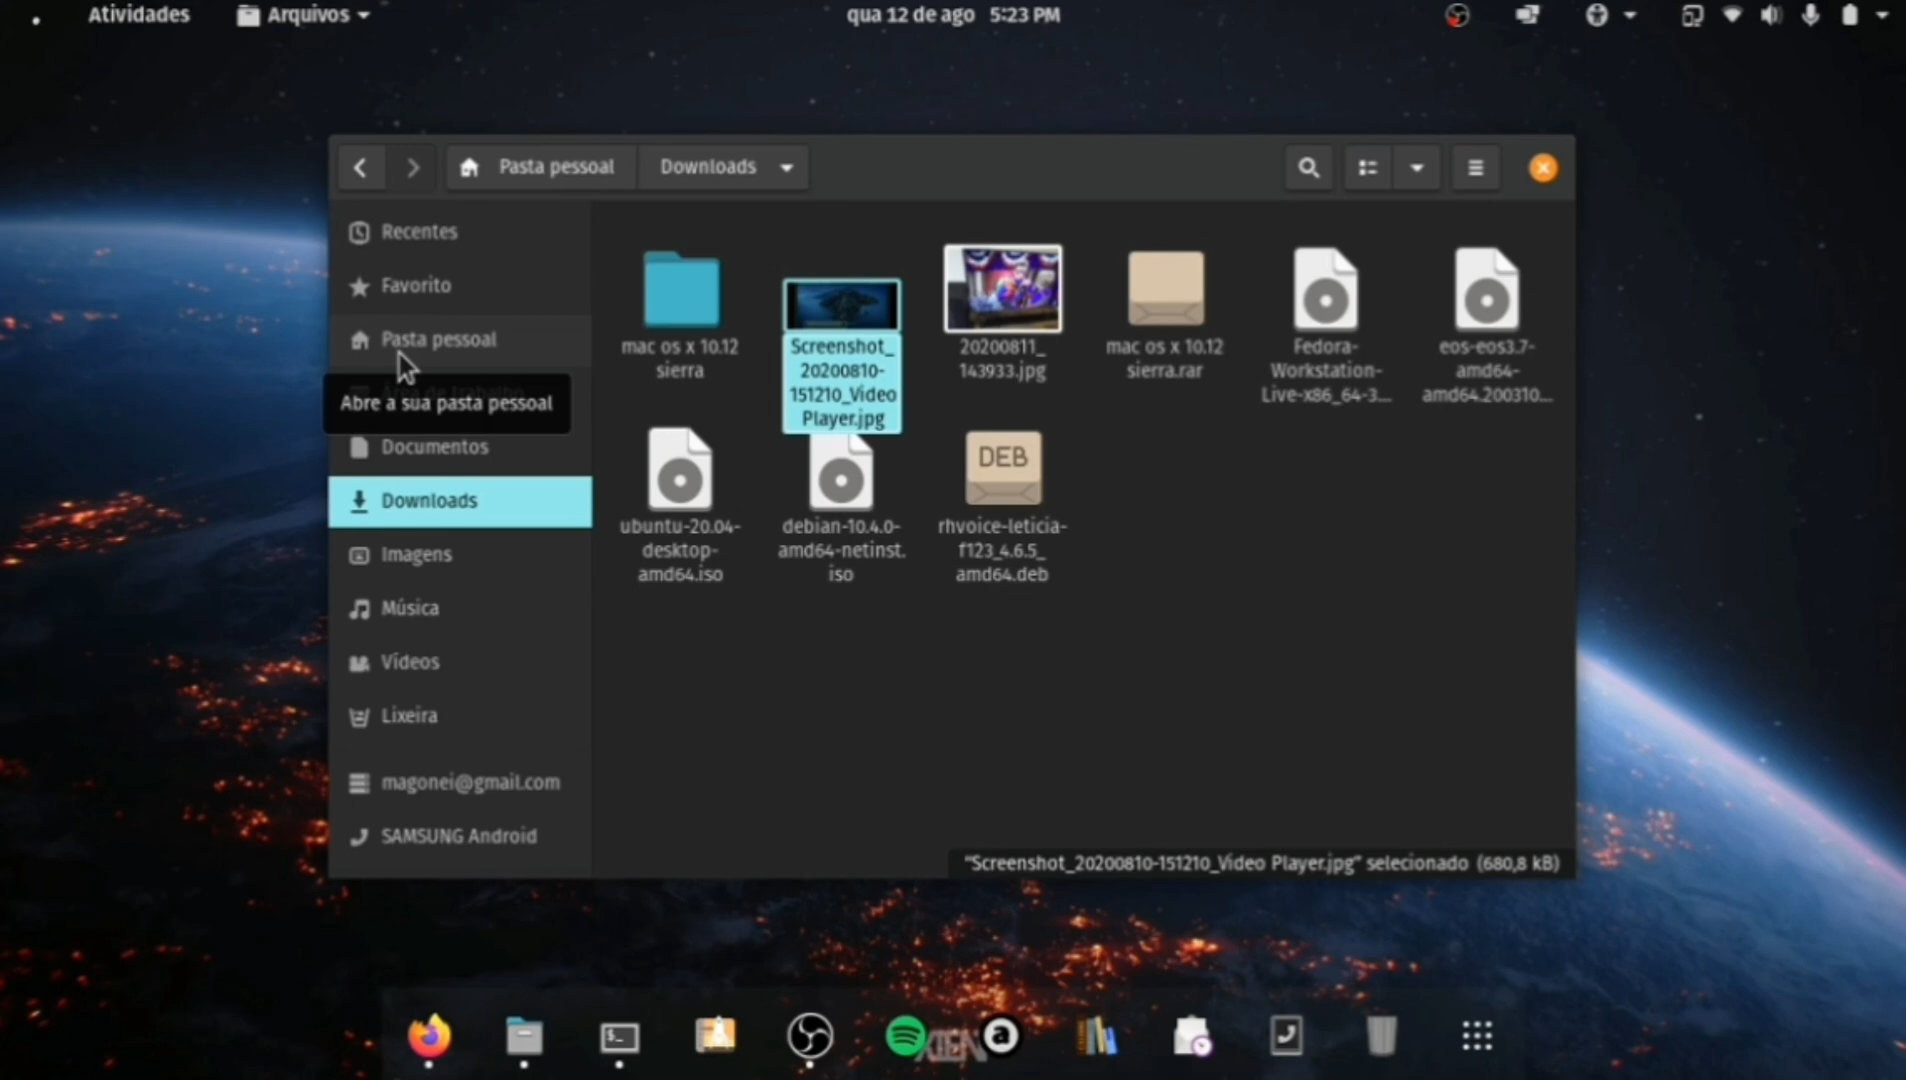 Atividades
Arquivos
qua 12 de ago 5:23 PM
Pasta pessoal
Downloads
Recentes
Favorito
Pasta pessoal
Abre a sua pasta pessoal
Documentos
Downloads
Imagens
Música
Vídeos
Lixeira
magonei@gmail.com
SAMSUNG Android
mac os x 10.12
sierra
Screenshot_
20200810-
151210_Video
Player.jpg
20200811_
143933.jpg
mac os x 10.12
sierra.rar
Fedora-
Workstation-
Live-x86_64-3...
eos-eos3.7-
amd64-
amd64.200310...
ubuntu-20.04-
desktop-
amd64.iso
debian-10.4.0-
amd64-netinst.
iso
DEB
rhvoice-leticia-
f123_4.6.5_
amd64.deb
"Screenshot_20200810-151210_Video Player.jpg" selecionado (680,8 kB)
a